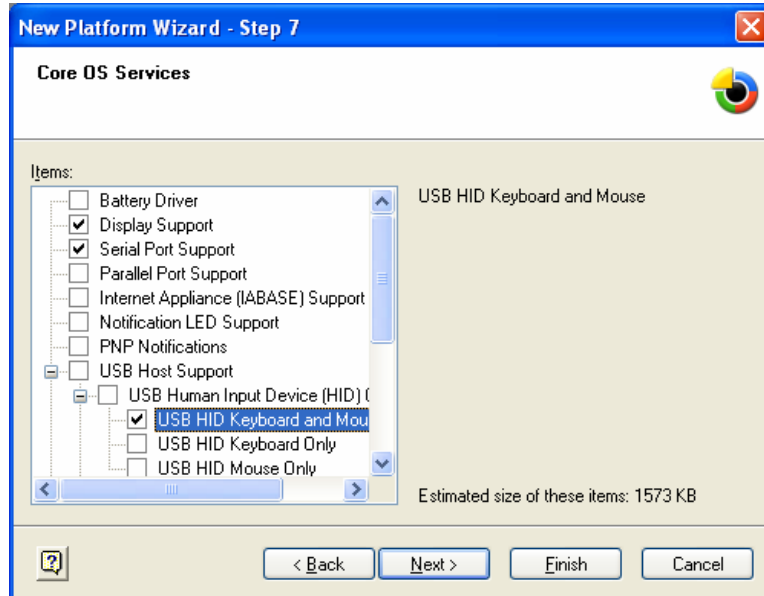 New Platform Wizard - Step 7
Core OS Services
Items:
Battery Driver
Display Support
Serial Port Support
Parallel Port Support
Internet Appliance (IABASE) Support
Notification LED Support
PNP Notifications
USB Host Support
USB Human Input Device (HID) (
USB HID Keyboard and Mou
USB HID Keyboard Only
USB HID Mouse Only
USB HID Keyboard and Mouse
Estimated size of these items: 1573 KB
< Back
Next >
Finish
Cancel